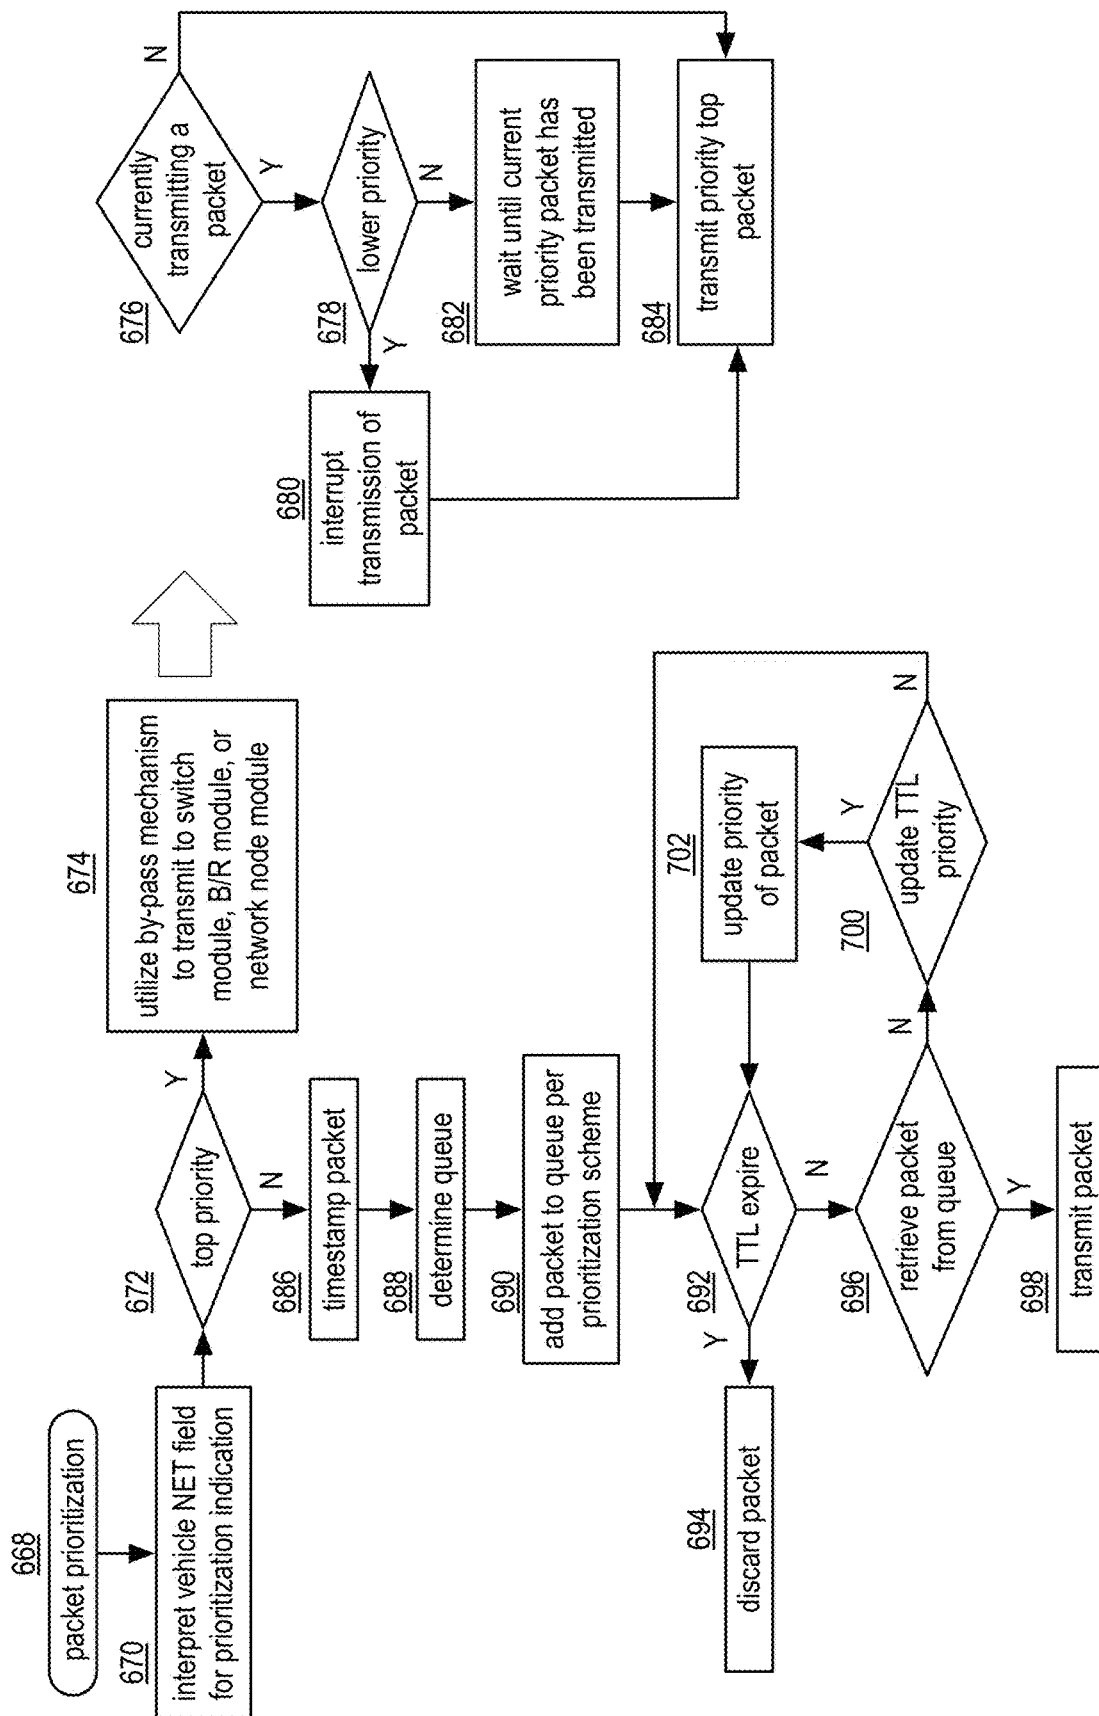 668
packet prioritization
670
interpret vehicle NET field
for prioritization indication
672
top priority
Y
N
674
utilize by-pass mechanism
to transmit to switch
module, B/R module, or
network node module
676
currently
transmitting a
packet
N
Y
678
lower priority
Y
N
680
interrupt
transmission of
packet
682
wait until current
priority packet has
been transmitted
684
transmit priority top
packet
686
timestamp packet
688
determine queue
690
add packet to queue per
prioritization scheme
692
TTL expire
Y
N
694
discard packet
696
retrieve packet
from queue
N
Y
698
transmit packet
700
update TTL
priority
Y
N
702
update priority
of packet